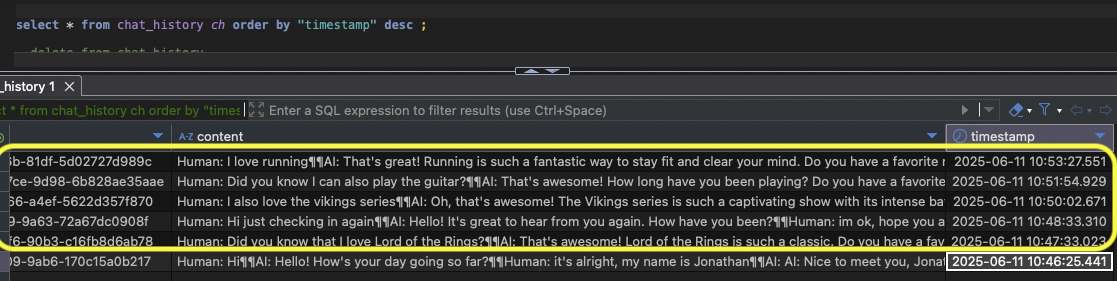 select * from chat_history ch order by "timestamp" desc ;
delete from chat_history
_history 1
ct * from chat_history ch order by "times Enter a SQL expression to filter results (use Ctrl+Space)
A-Z content timestamp
5b-81df-5d02727d989c Human: I love running¶¶AI: That's great! Running is such a fantastic way to stay fit and clear your mind. Do you have a favorite 2025-06-11 10:53:27.551
7ce-9d98-6b828ae35aae Human: Did you know I can also play the guitar?¶¶AI: That's awesome! How long have you been playing? Do you have a favorite 2025-06-11 10:51:54.929
66-a4ef-5622d357f870 Human: I also love the vikings series¶¶AI: Oh, that's awesome! The Vikings series is such a captivating show with its intense bat 2025-06-11 10:50:02.671
9-9a63-72a67dc0908f Human: Hi just checking in again¶¶AI: Hello! It's great to hear from you again. How have you been?¶¶Human: im ok, hope you a 2025-06-11 10:48:33.310
f6-90b3-c16fb8d6ab78 Human: Did you know that I love Lord of the Rings?¶¶AI: That's awesome! Lord of the Rings is such a classic. Do you have a fav 2025-06-11 10:47:33.023
09-9ab6-170c15a0b217 Human: Hi¶¶AI: Hello! How's your day going so far?¶¶Human: it's alright, my name is Jonathan¶¶AI: AI: Nice to meet you, Jonat 2025-06-11 10:46:25.441